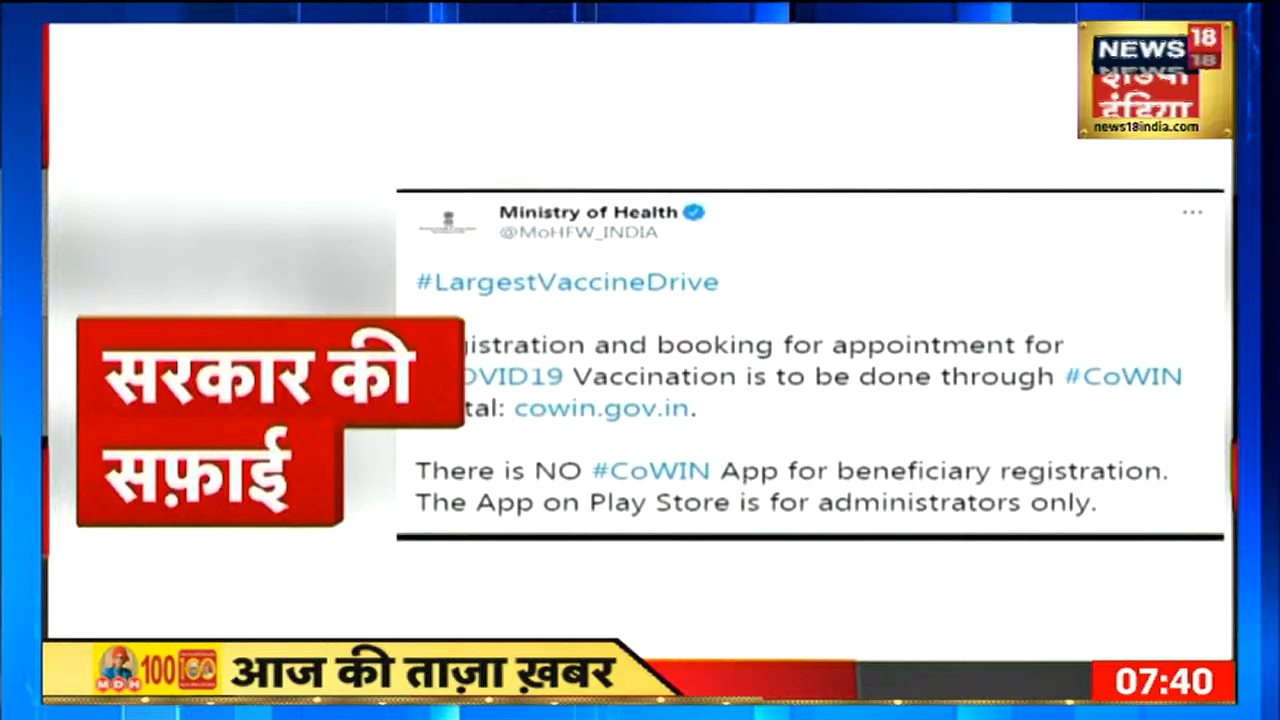 NEWS 18
इंडिया
news18india.com
Ministry of Health
@MoHFW_INDIA
#LargestVaccineDrive
सरकार की
सफ़ाई
gistration and booking for appointment for
OVID19 Vaccination is to be done through #CoWIN
tal: cowin.gov.in.
There is NO #CoWIN App for beneficiary registration.
The App on Play Store is for administrators only.
MDH 100 आज की ताज़ा ख़बर
07:40